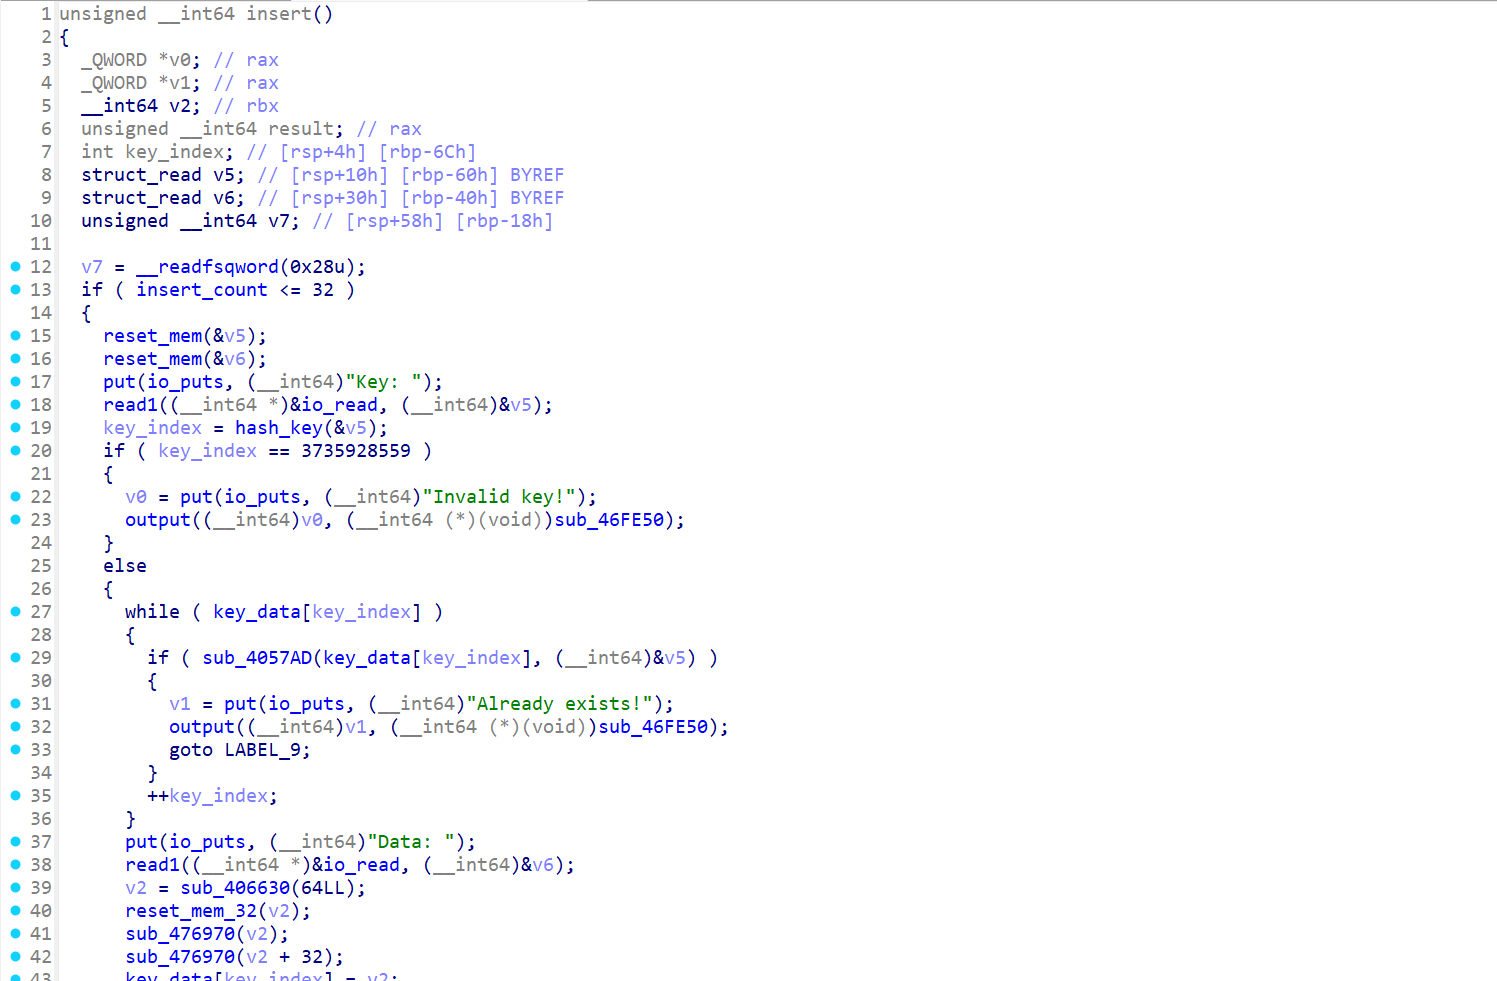 1 unsigned __int64 insert()
2 {
3 _QWORD *v0; // rax
4 _QWORD *v1; // rax
5 __int64 v2; // rbx
6 unsigned __int64 result; // rax
7 int key_index; // [rsp+4h] [rbp-6Ch]
8 struct_read v5; // [rsp+10h] [rbp-60h] BYREF
9 struct_read v6; // [rsp+30h] [rbp-40h] BYREF
10 unsigned __int64 v7; // [rsp+58h] [rbp-18h]
11
12 v7 = __readfsqword(0x28u);
13 if ( insert_count <= 32 )
14 {
15 reset_mem(&v5);
16 reset_mem(&v6);
17 put(io_puts, (__int64)"Key: ");
18 read1((__int64 *)&io_read, (__int64)&v5);
19 key_index = hash_key(&v5);
20 if ( key_index == 3735928559 )
21 {
22 v0 = put(io_puts, (__int64)"Invalid key!");
23 output((__int64)v0, (__int64 (*)(void))sub_46FE50);
24 }
25 else
26 {
27 while ( key_data[key_index] )
28 {
29 if ( sub_4057AD(key_data[key_index], (__int64)&v5) )
30 {
31 v1 = put(io_puts, (__int64)"Already exists!");
32 output((__int64)v1, (__int64 (*)(void))sub_46FE50);
33 goto LABEL_9;
34 }
35 ++key_index;
36 }
37 put(io_puts, (__int64)"Data: ");
38 read1((__int64 *)&io_read, (__int64)&v6);
39 v2 = sub_406630(64LL);
40 reset_mem_32(v2);
41 sub_476970(v2);
42 sub_476970(v2 + 32);
43 key_data[key_index] = v2;